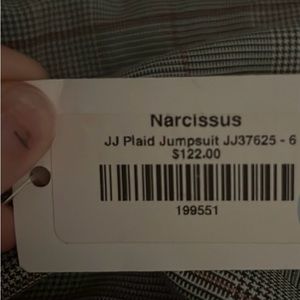 Narcissus
JJ Plaid Jumpsuit JJ37625 - 6
$122.00
199551